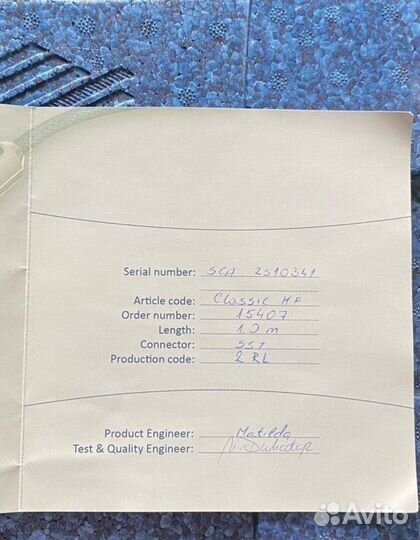 Serial number: SCA 2510341
Article code: Classic MF
Order number: 15407
Length: 1.0 m
Connector: SST
Production code: 2 RL
Product Engineer: Matilda
Test & Quality Engineer:
Avito